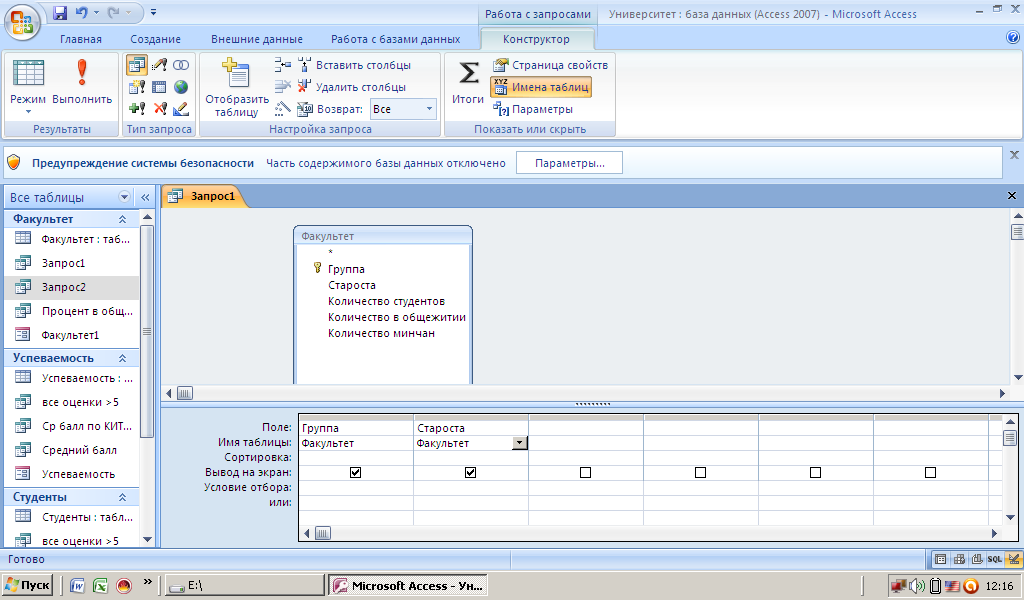 Работа с запросами
Университет : база данных (Access 2007) - Microsoft Access
Главная
Создание
Внешние данные
Работа с базами данных
Конструктор
Режим
Выполнить
Результаты
Тип запроса
Отобразить таблицу
Вставить столбцы
Удалить столбцы
Возврат: Все
Настройка запроса
Итоги
Страница свойств
XYZ Имена таблиц
Параметры
Показать или скрыть
Предупреждение системы безопасности
Часть содержимого базы данных отключено
Параметры...
Все таблицы
Запрос1
Факультет
Факультет : таб...
Запрос1
Запрос2
Процент в общ...
Факультет1
Успеваемость
Успеваемость : ...
все оценки >5
Ср балл по КИТ...
Средний балл
Успеваемость
Студенты
Студенты : табл...
все оценки >5
Факультет
*
Группа
Староста
Количество студентов
Количество в общежитии
Количество минчан
Поле: Группа Староста
Имя таблицы: Факультет Факультет
Сортировка:
Вывод на экран:
Условие отбора:
или:
Готово
SQL
Пуск
E:\
Microsoft Access - Ун...
12:16